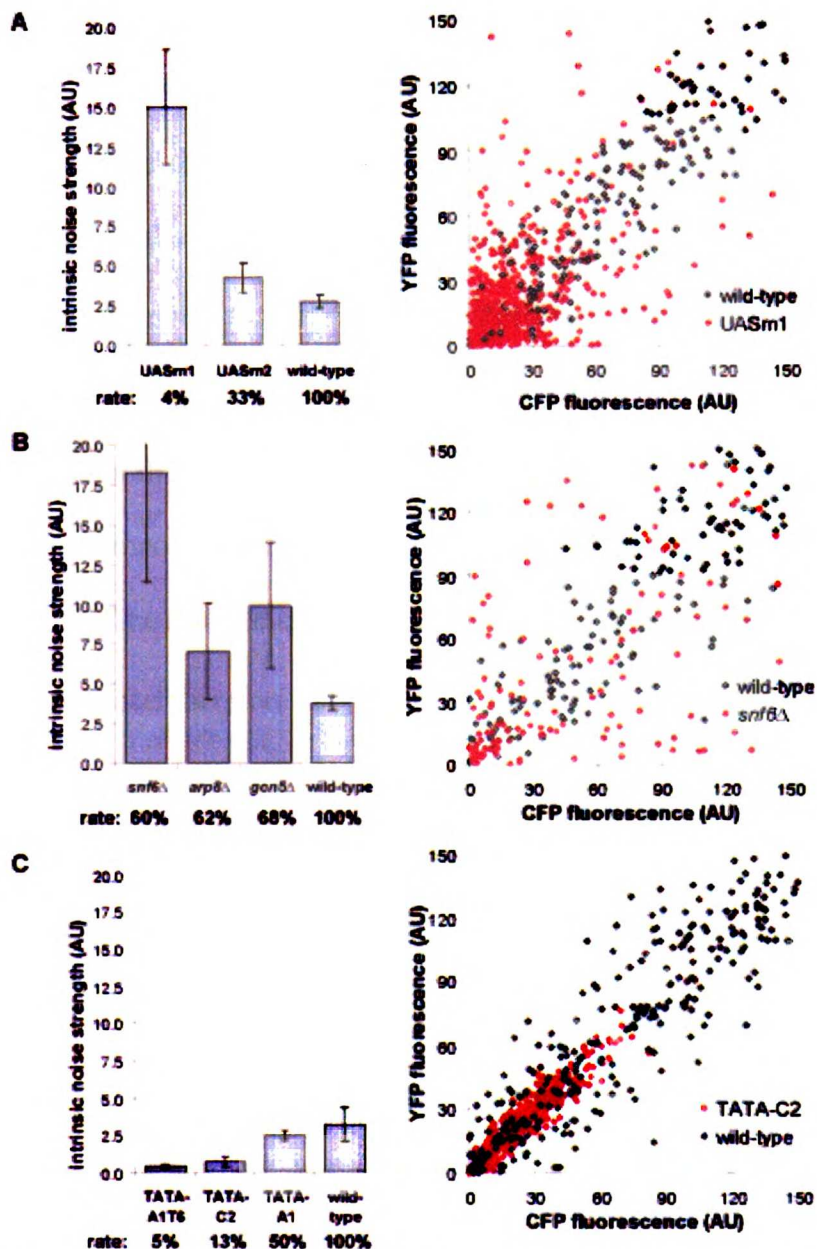 A
intrinsic noise strength (AU)
20.0
17.5
15.0
12.5
10.0
7.5
5.0
2.5
0.0
UASm1 UASm2 wild-type
rate: 4% 33% 100%
YFP fluorescence (AU)
150
120
90
60
30
0
wild-type
UASm1
0 30 60 90 120 150
CFP fluorescence (AU)
B
intrinsic noise strength (AU)
20.0
17.5
15.0
12.5
10.0
7.5
5.0
2.5
0.0
snf6Δ arp8Δ gcn5Δ wild-type
rate: 60% 62% 68% 100%
YFP fluorescence (AU)
150
120
90
60
30
0
wild-type
snf6Δ
0 30 60 90 120 150
CFP fluorescence (AU)
C
intrinsic noise strength (AU)
20.0
17.5
15.0
12.5
10.0
7.5
5.0
2.5
0.0
TATA- TATA- TATA- wild-
A1T6 C2 A1 type
rate: 5% 13% 50% 100%
YFP fluorescence (AU)
150
120
90
60
30
0
TATA-C2
wild-type
0 30 60 90 120 150
CFP fluorescence (AU)